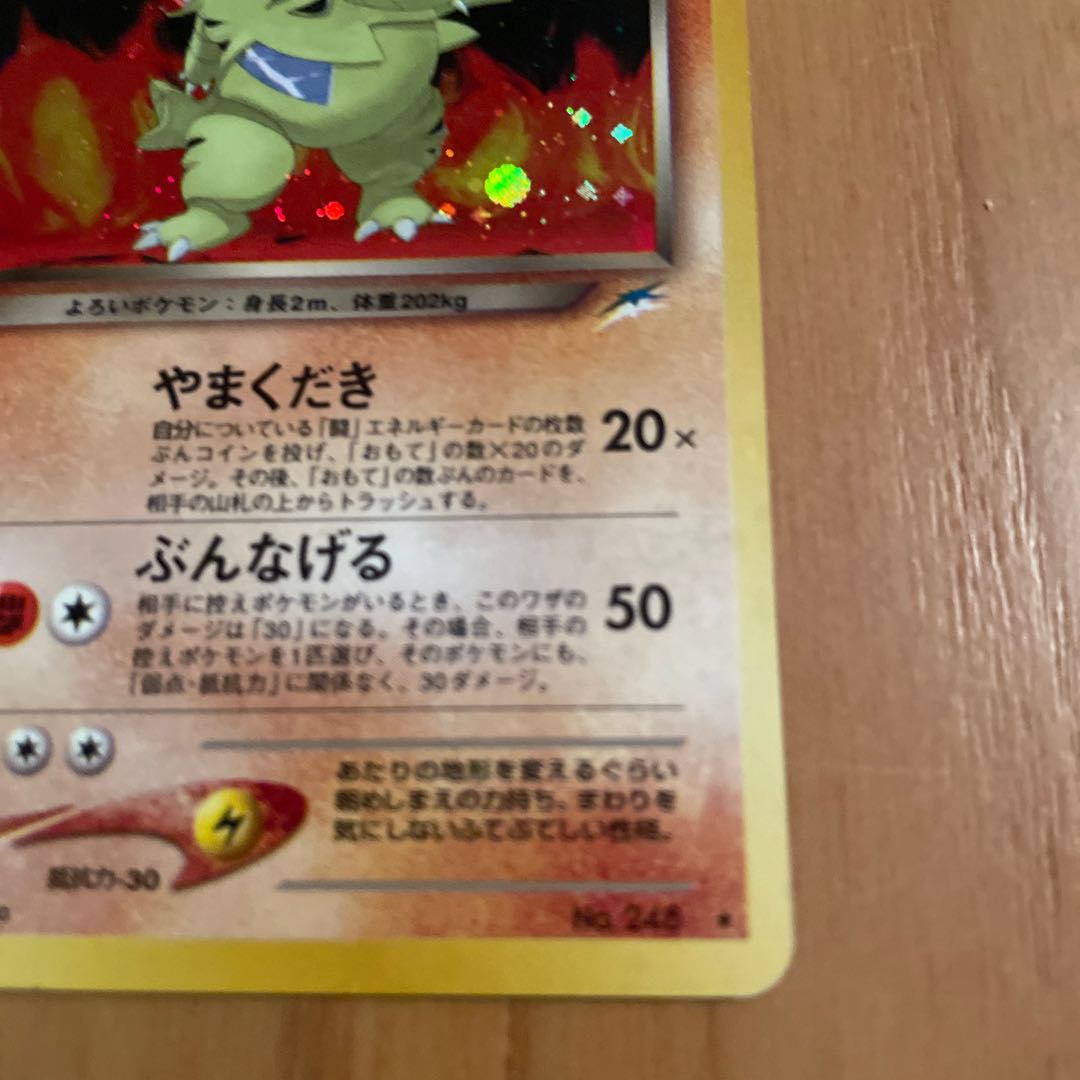 よろいポケモン：身長2m、体重202kg
やまくだき
自分についている「闘」エネルギーカードの枚数
ぶんコインを投げ、「おもて」の数×20のダ
メージ。その後、「おもて」の数ぶんのカードを、
相手の山札の上からトラッシュする。
20×
ぶんなげる
相手に控えポケモンがいるとき、このワザの
ダメージは「30」になる。その場合、相手の
控えポケモンを1匹選び、そのポケモンにも、
「弱点・抵抗力」に関係なく、30ダメージ。
50
あたりの地形を変えるぐらい
朝めしまえの力持ち。まわりを
気にしないふてぶてしい性格。
抵抗力-30
No. 248 ★